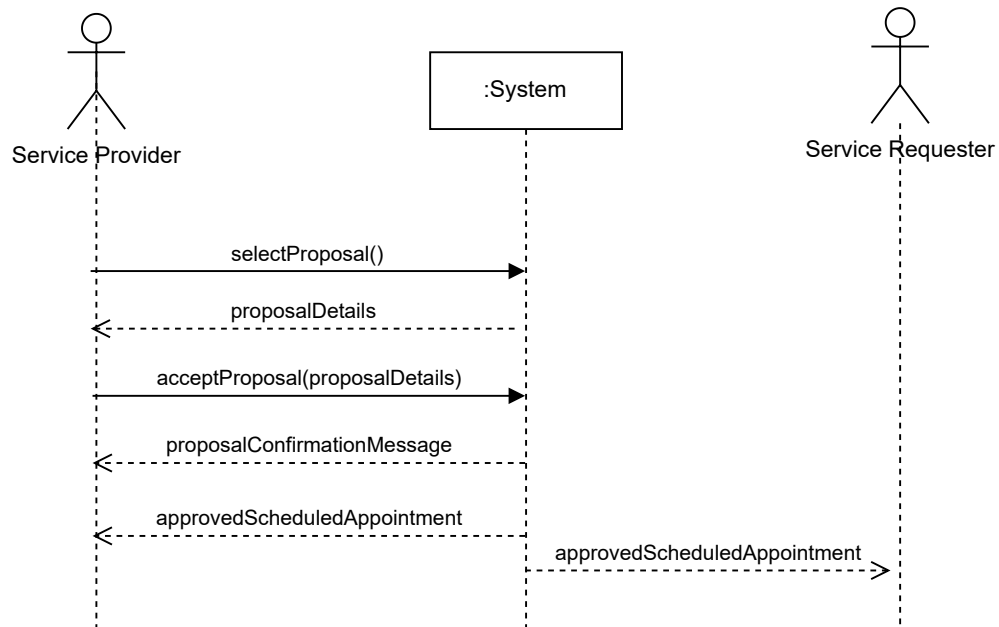 :System
Service Provider
Service Requester
selectProposal()
proposalDetails
acceptProposal(proposalDetails)
proposalConfirmationMessage
approvedScheduledAppointment
approvedScheduledAppointment